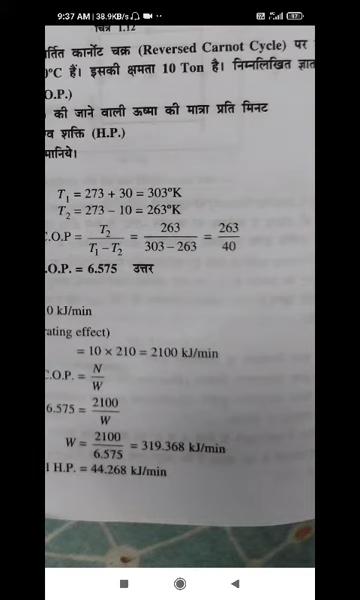 9:37 AM | 38.9KB/s
चित्र 1.12
र्तित कार्नोट चक्र (Reversed Carnot Cycle) पर
0°C हैं। इसकी क्षमता 10 Ton है। निम्नलिखित ज्ञात
O.P.)
की जाने वाली ऊष्मा की मात्रा प्रति मिनट
व शक्ति (H.P.)
मानिये।
T₁ = 273 + 30 = 303°K
T₂ = 273 – 10 = 263°K
C.O.P = T₂ / (T₁ – T₂) = 263 / (303 – 263) = 263 / 40
.O.P. = 6.575 उत्तर
0 kJ/min
rating effect)
= 10 × 210 = 2100 kJ/min
C.O.P. = N / W
6.575 = 2100 / W
W = 2100 / 6.575 = 319.368 kJ/min
1 H.P. = 44.268 kJ/min